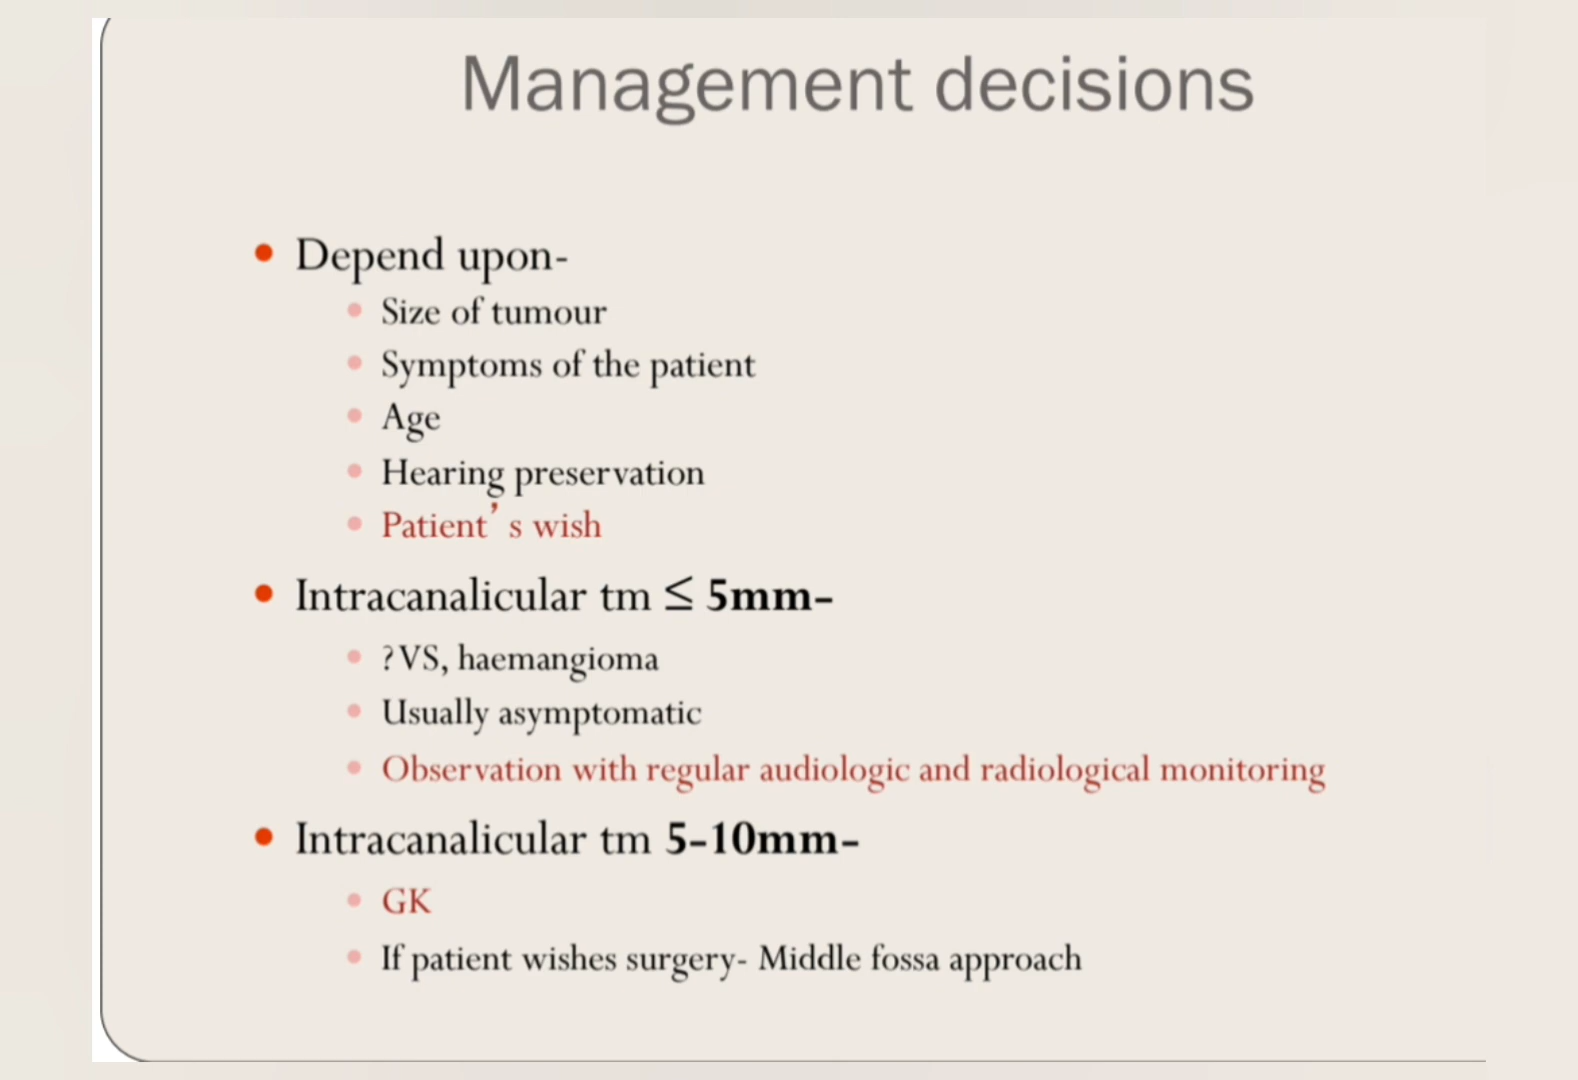 Management decisions
Depend upon-
Size of tumour
Symptoms of the patient
Age
Hearing preservation
Patient’s wish
Intracanalicular tm ≤ 5mm-
?VS, haemangioma
Usually asymptomatic
Observation with regular audiologic and radiological monitoring
Intracanalicular tm 5-10mm-
GK
If patient wishes surgery- Middle fossa approach